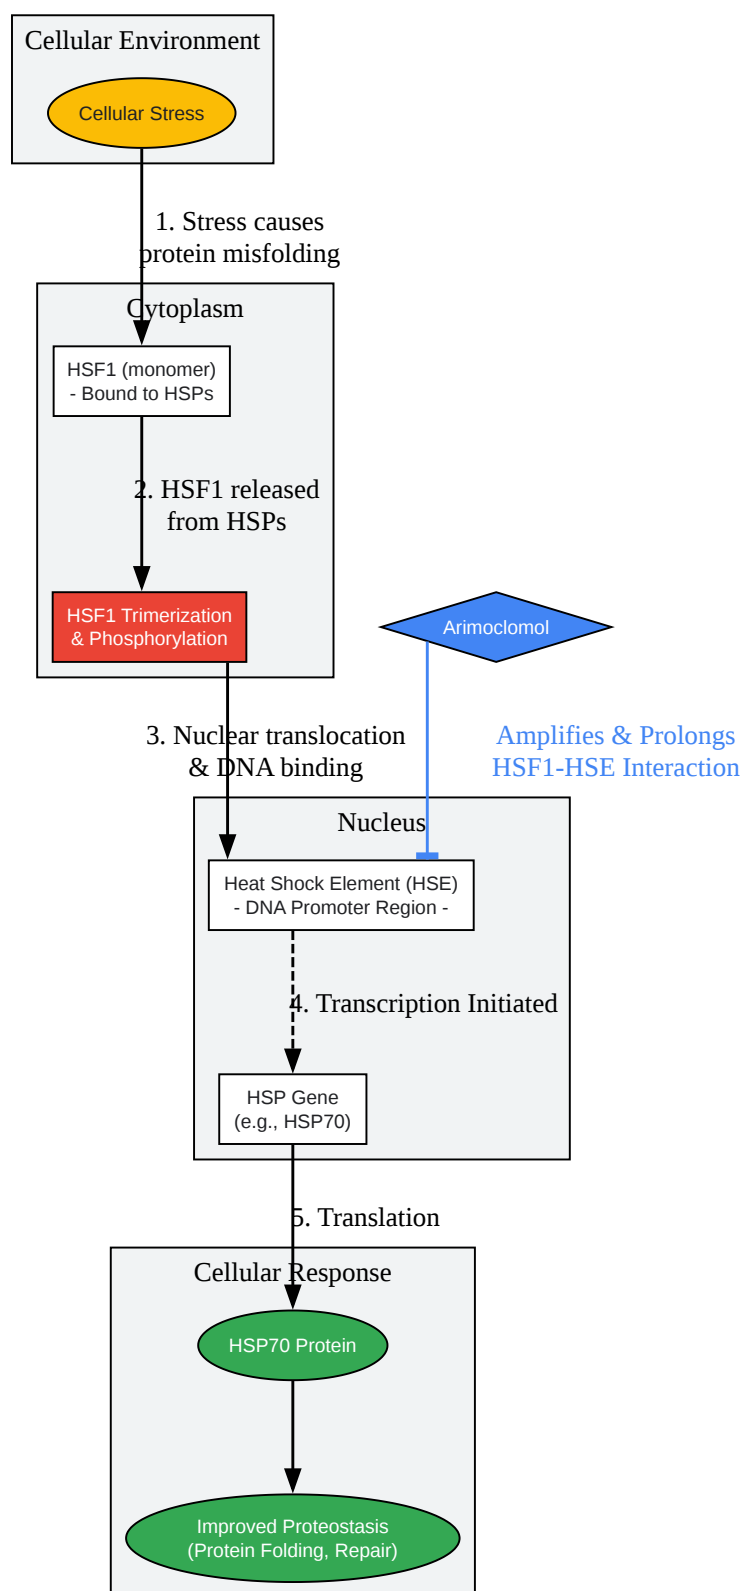 Cellular Environment
Cellular Stress
1. Stress causes
protein misfolding
Cytoplasm
HSF1 (monomer)
- Bound to HSPs
2. HSF1 released
from HSPs
HSF1 Trimerization
& Phosphorylation
Arimoclomol
3. Nuclear translocation
& DNA binding
Amplifies & Prolongs
HSF1-HSE Interaction
Nucleus
Heat Shock Element (HSE)
- DNA Promoter Region -
4. Transcription Initiated
HSP Gene
(e.g., HSP70)
5. Translation
Cellular Response
HSP70 Protein
Improved Proteostasis
(Protein Folding, Repair)